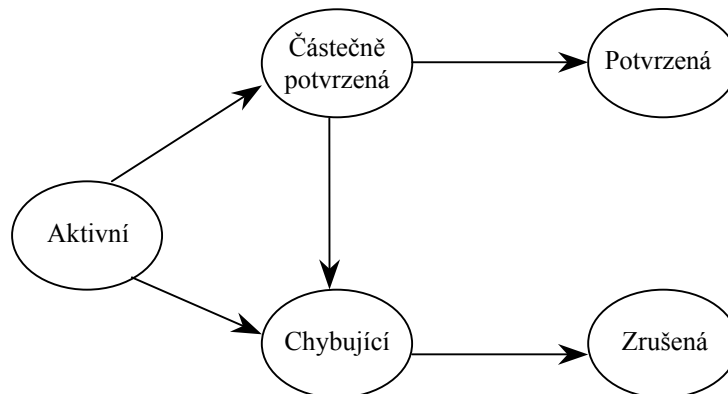 Částečně
potvrzená
Potvrzená
Aktivní
Chybující
Zrušená